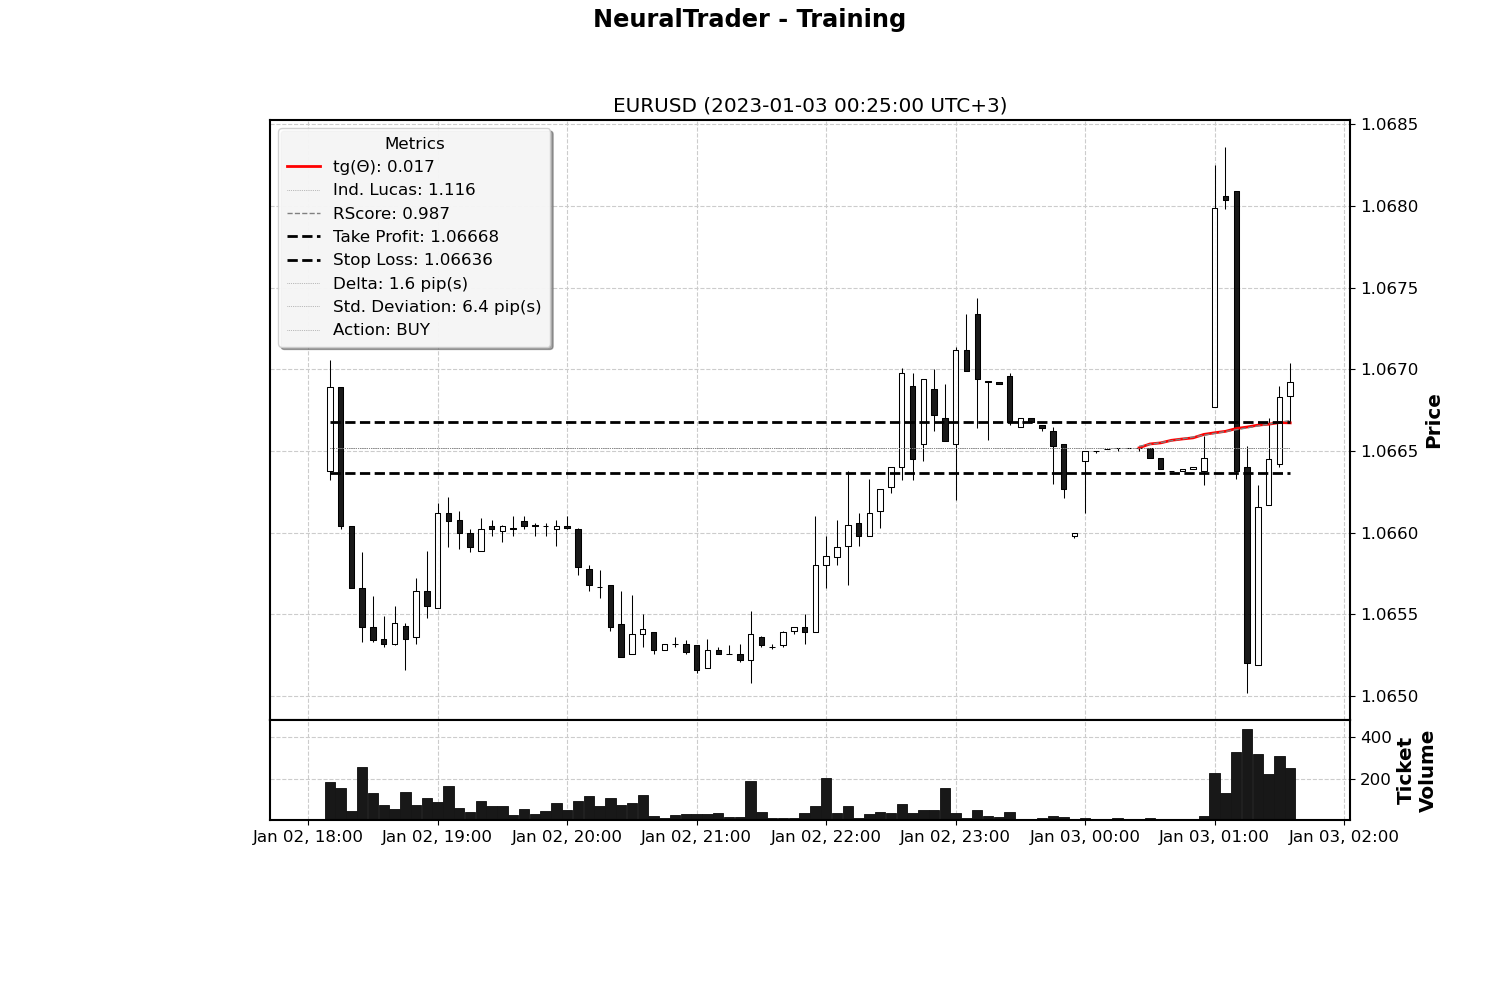 NeuralTrader - Training
EURUSD (2023-01-03 00:25:00 UTC+3)
Metrics
tg(Θ): 0.017
Ind. Lucas: 1.116
RScore: 0.987
Take Profit: 1.06668
Stop Loss: 1.06636
Delta: 1.6 pip(s)
Std. Deviation: 6.4 pip(s)
Action: BUY
1.0685
1.0680
1.0675
1.0670
1.0665
1.0660
1.0655
1.0650
Price
400
200
Ticket
Volume
Jan 02, 18:00
Jan 02, 19:00
Jan 02, 20:00
Jan 02, 21:00
Jan 02, 22:00
Jan 02, 23:00
Jan 03, 00:00
Jan 03, 01:00
Jan 03, 02:00